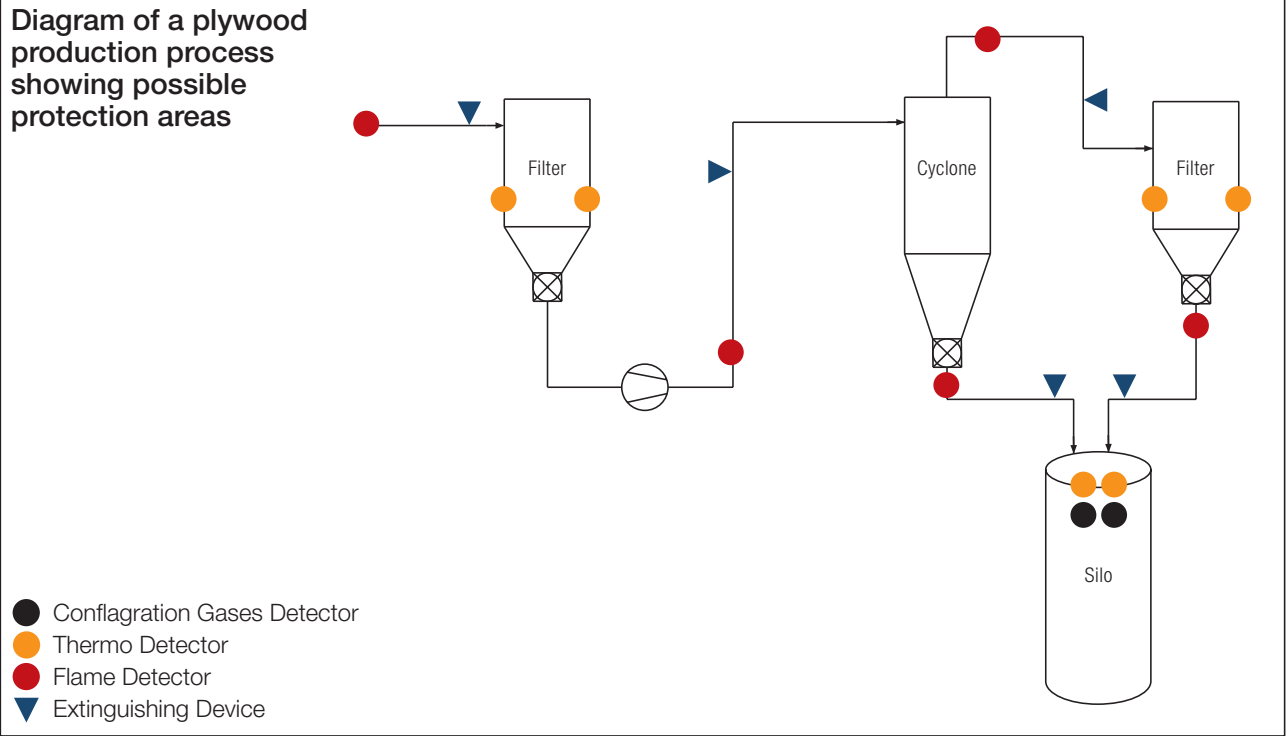 Diagram of a plywood
production process
showing possible
protection areas
Filter
Cyclone
Filter
Silo
Conflagration Gases Detector
Thermo Detector
Flame Detector
Extinguishing Device